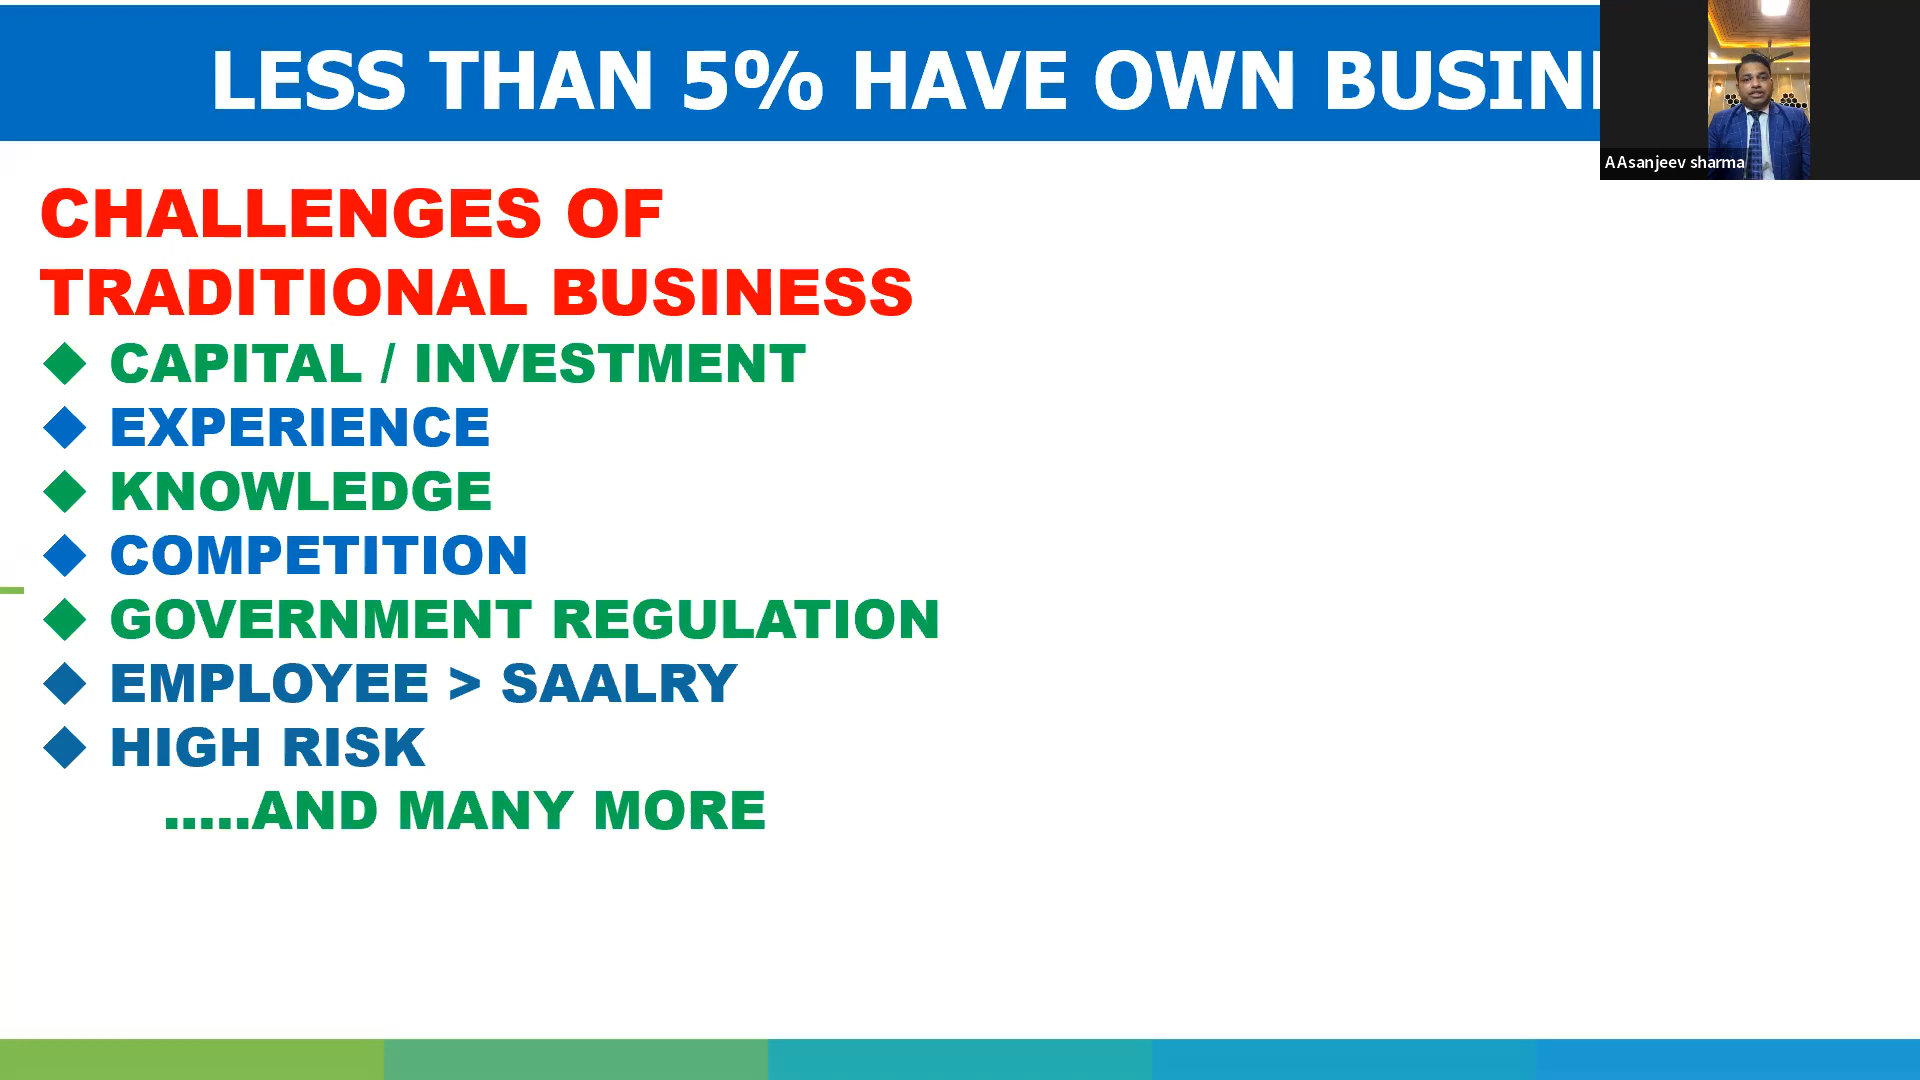 LESS THAN 5% HAVE OWN
AAsanjeev sharma
CHALLENGES OF
TRADITIONAL BUSINESS
CAPITAL / INVESTMENT
EXPERIENCE
KNOWLEDGE
COMPETITION
GOVERNMENT REGULATION
EMPLOYEE > SAALRY
HIGH RISK
.....AND MANY MORE